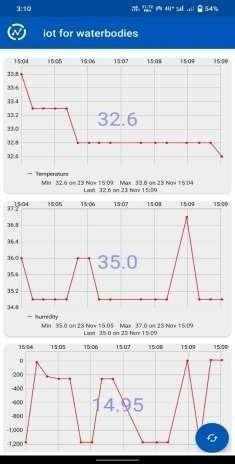 3:10
54%
iot for waterbodies
15:04 15:05 15:06 15:07 15:08 15:09
33.8
33.6
33.4
33.2
33.0
32.8
32.6
32.6
Temperature
Min 32.6 on 23 Nov 15:09 Max 33.8 on 23 Nov 15:04
Last 32.6 on 23 Nov 15:09
15:04 15:05 15:06 15:07 15:08 15:09
37.2
36.8
36.4
36.0
35.6
35.2
34.8
35.0
humidity
Min 35.0 on 23 Nov 15:05 Max 37.0 on 23 Nov 15:09
Last 35.0 on 23 Nov 15:09
15:04 15:05 15:06 15:07 15:08 15:09
0
-200
-400
-600
-800
-1,000
-1,200
14.95